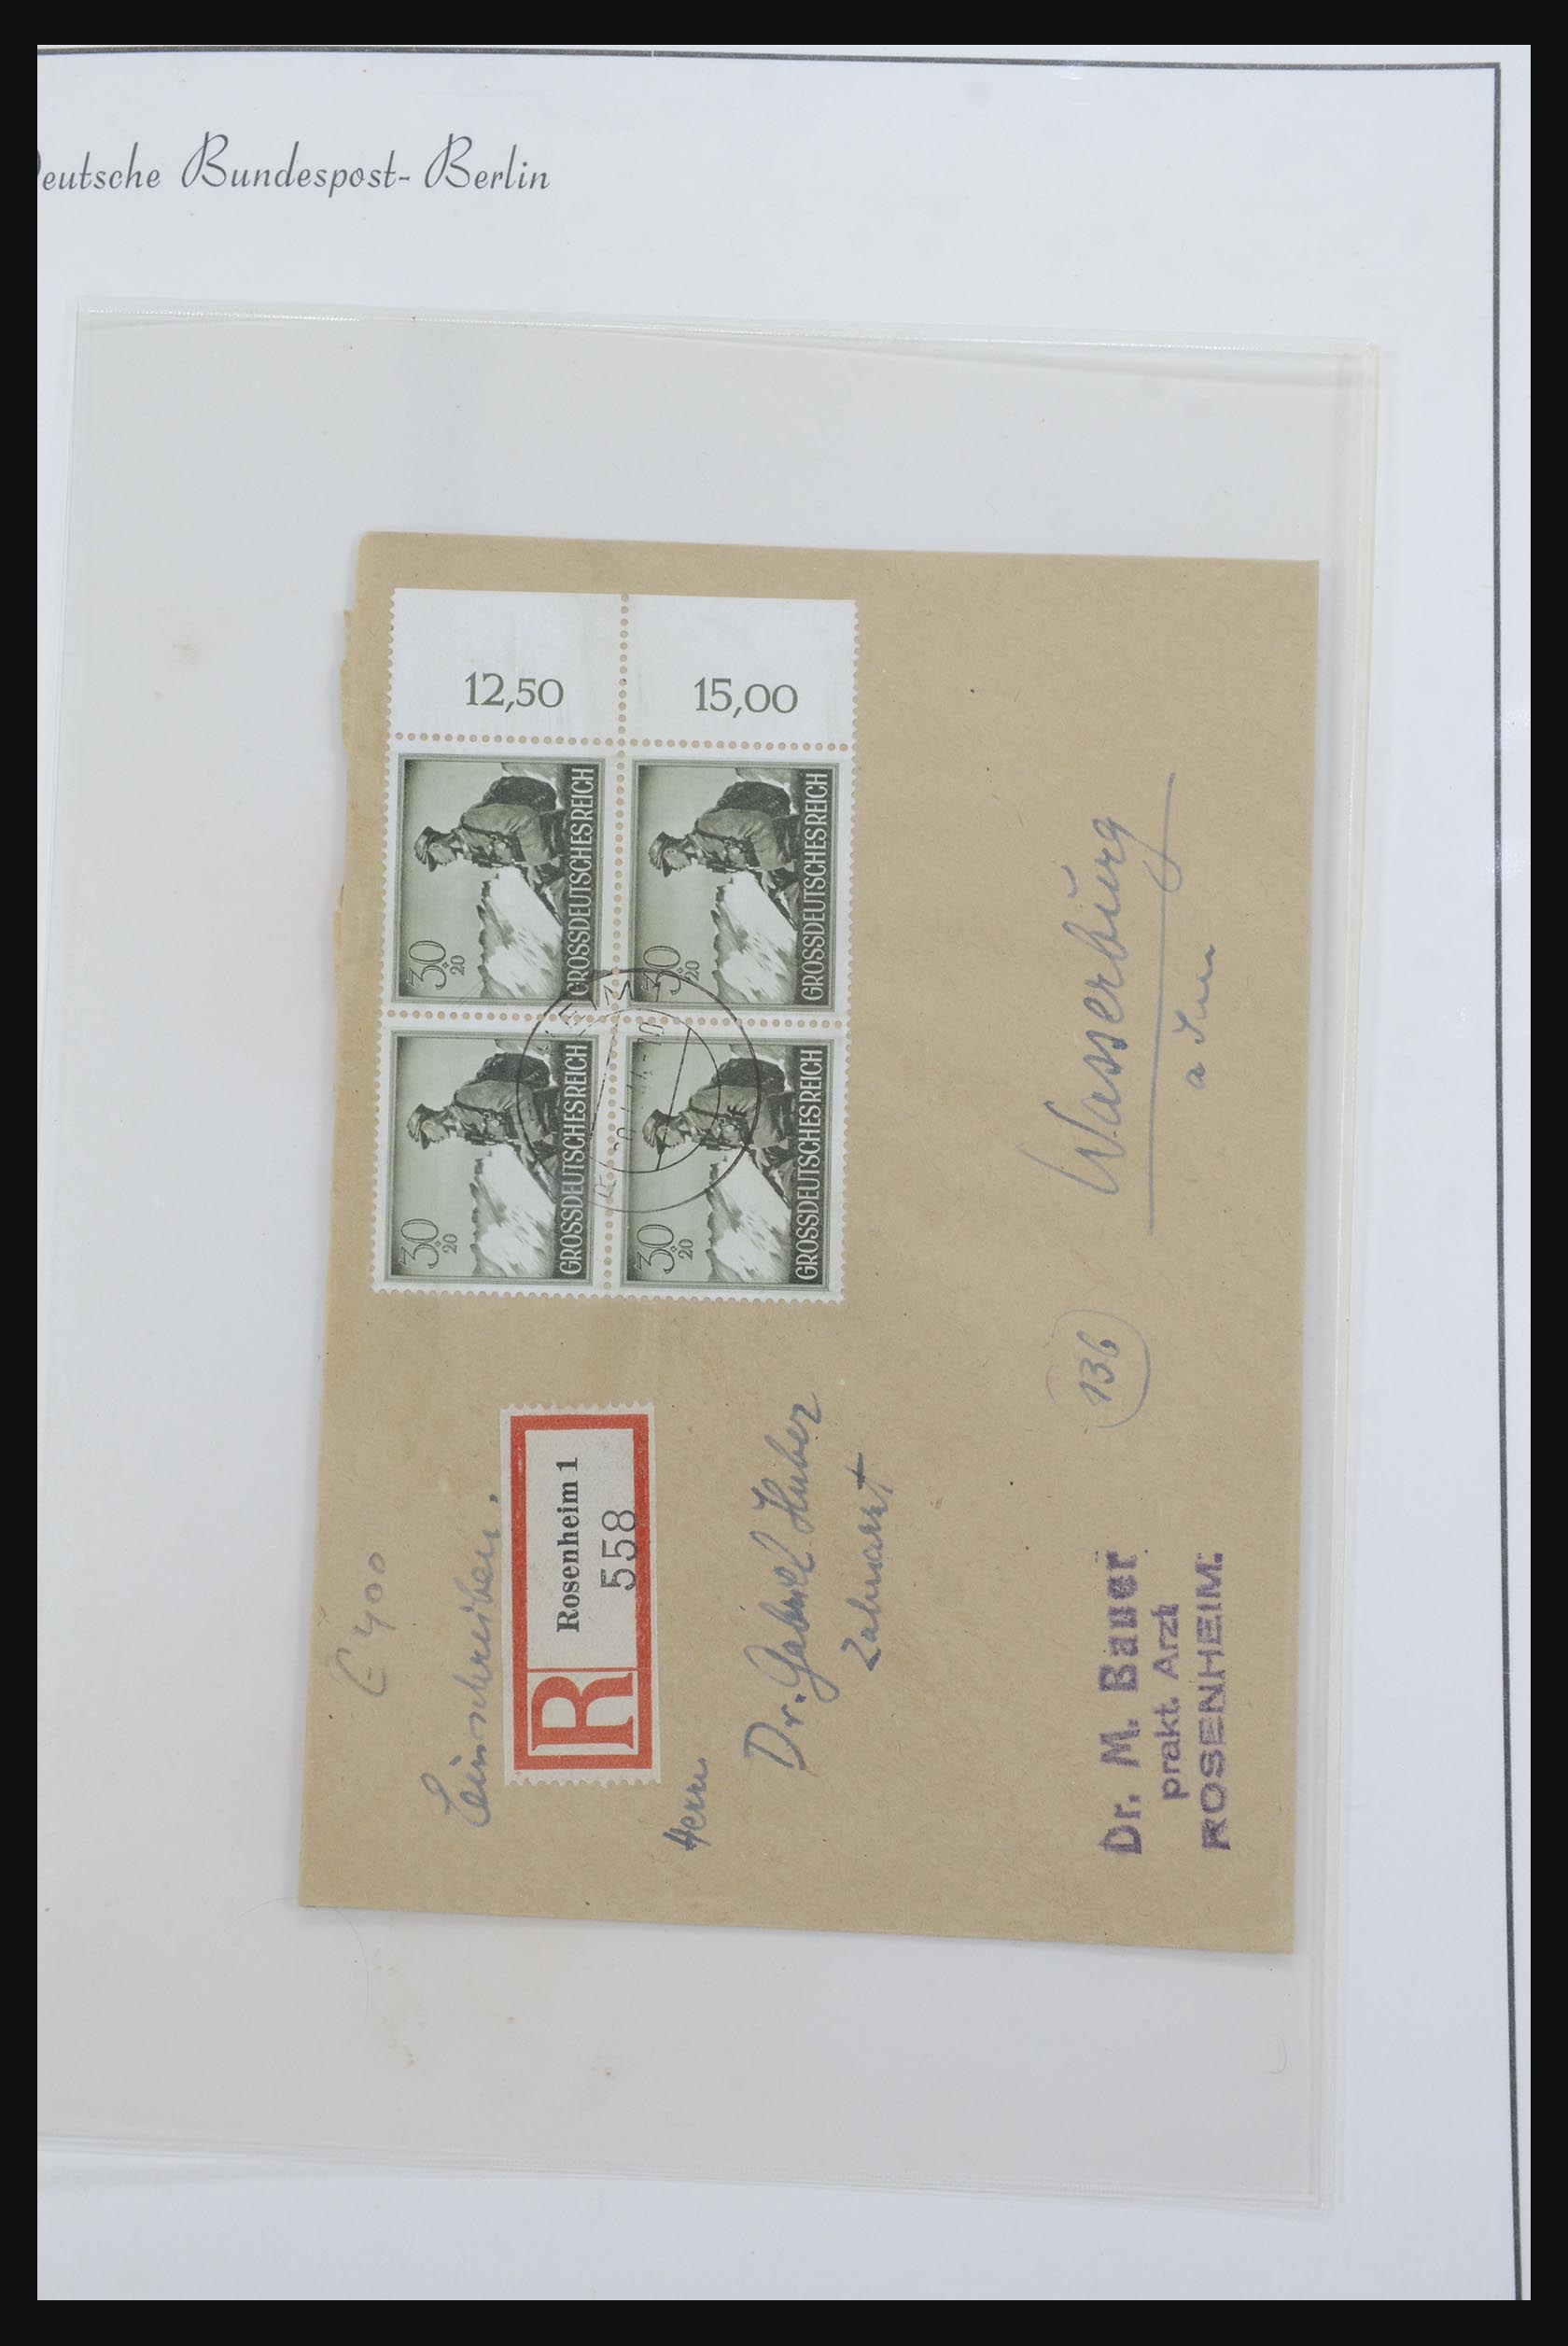 Deutsche Bundespost-Berlin
12,50
15,00
30
+20
GROSSDEUTSCHES REICH
30
+20
GROSSDEUTSCHES REICH
30
+20
GROSSDEUTSCHES REICH
30
+20
GROSSDEUTSCHES REICH
400
Einschreiben.
R
Rosenheim 1
558
Herrn
Dr. Gabriel Huber
Zahnarzt
(13b)
Wasserburg
a Inn
Dr. M. Bauer
prakt. Arzt
ROSENHEIM.